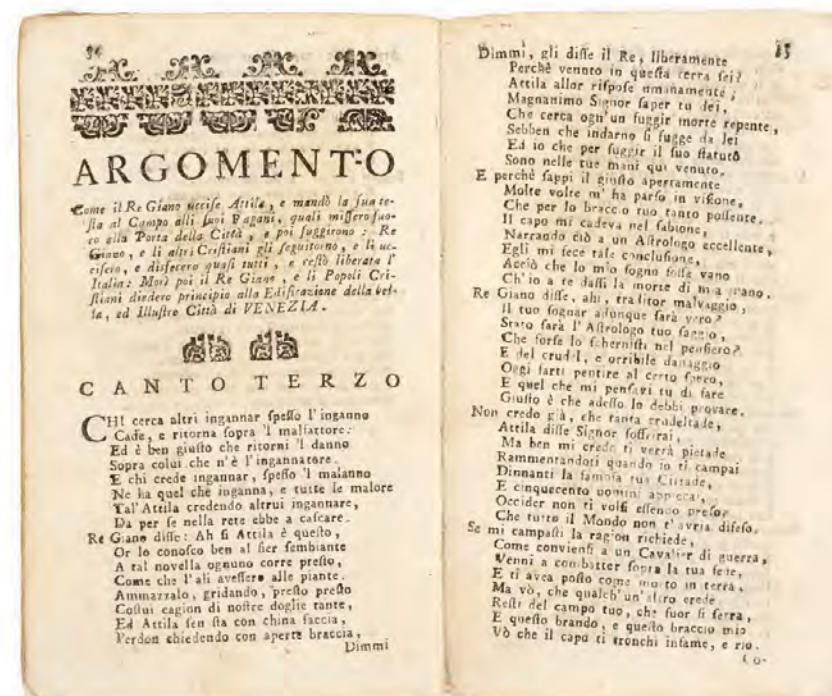 34
ARGOMENTO
Come il Re Giano uccise Attila, e mandò la sua te-
sta al Campo alli suoi Pagani, quali missero fuo-
co alla Porta della Città, e poi fuggirono: Re
Giano, e li altri Cristiani gli seguitorno, e li uc-
cisero, e disfecero quasi tutti, e restò liberata l'
Italia: Morì poi il Re Giano, e li Popoli Cri-
stiani diedero principio alla Edificazione della bel-
la, ed Illustre Città di VENEZIA.
CANTO TERZO
CHI cerca altri ingannar spesso l'inganno
Cade, e ritorna sopra 'l malfattore:
Ed è ben giusto che ritorni 'l danno
Sopra colui che n'è l'ingannatore.
E chi crede ingannar, spesso 'l malanno
Ne ha quel che inganna, e tutte le malore
Tal' Attila credendo altrui ingannare,
Da per se nella rete ebbe a cascare.
Re Giano disse: Ah si Attila è questo,
Or lo conosco ben al fier sembiante
A tal novella ognuno corre presto,
Come che l'ali avessero alle piante.
Ammazzalo, gridando, presto presto
Costui cagion di nostre doglie tante,
Ed Attila sen sta con china faccia,
Perdon chiedendo con aperte braccia,
Dimmi
35
Dimmi, gli disse il Re, liberamente
Perchè venuto in questa terra sei?
Attila allor rispose umanamente;
Magnanimo Signor saper tu dei,
Che cerca ogn'un fuggir morte repente,
Sebben che indarno si fugge da lei
Ed io che per fuggir il suo statuto
Sono nelle tue mani qui venuto.
E perchè sappi il giusto apertamente
Molte volte m' ha parso in visione,
Che per lo braccio tuo tanto possente.
Il capo mi cadeva nel sabione,
Narrando ciò a un Astrologo eccellente,
Egli mi fece tale conclusione,
Acciò che lo mio sogno fosse vano
Ch'io a te dassi la morte di mia mano.
Re Giano disse, ahi, traditor malvaggio,
Il tuo sognar adunque sarà vero?
Stato sarà l'Astrologo tuo saggio,
Che forse lo schernisti nel pensiero?
E del crudel, e orribile dannaggio
Oggi farti pentire al certo spero,
E quel che mi pensavi tu di fare
Giusto è che adesso lo debbi provare.
Non credo già, che tanta crudeltade,
Attila disse Signor soffrirai,
Ma ben mi crede ti verrà pietade
Rammentandoti quando io ti campai
Dinnanti la famosa tua Cittade,
E cinquecento uomini appiccai,
Occider non ti volsi essendo preso,
Che tutto il Mondo non t'avria difeso.
Se mi campasti la ragion richiede,
Come conviensi a un Cavalier di guerra,
Venni a combatter sopra la tua fede,
E ti avea posto come morto in terra.
Ma vò, che qualch'un'altro erede
Resti del campo tuo, che fuor si serra,
E questo brando, e questo braccio mio
Vò che il capo ti tronchi infame, e rio.
Co-